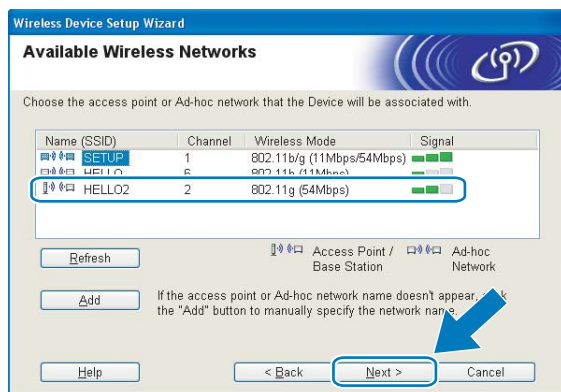 Wireless Device Setup Wizard
Available Wireless Networks
Choose the access point or Ad-hoc network that the Device will be associated with.
Name (SSID) Channel Wireless Mode Signal
SETUP 1 802.11b/g (11Mbps/54Mbps)
HELLO 6 802.11b (11Mbps)
HELLO2 2 802.11g (54Mbps)
Refresh
Access Point / Base Station
Ad-hoc Network
Add
If the access point or Ad-hoc network name doesn't appear,
the "Add" button to manually specify the network name.
Help
< Back
Next >
Cancel